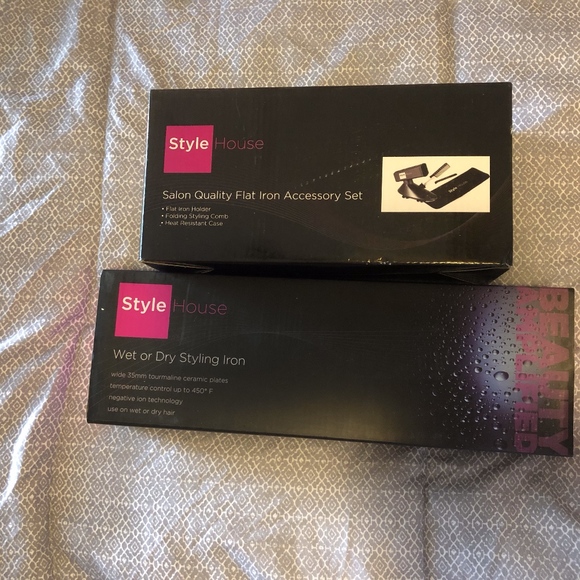 Style House
Salon Quality Flat Iron Accessory Set
• Flat Iron Holder
• Folding Styling Comb
• Heat Resistant Case
Style House
Wet or Dry Styling Iron
wide 35mm tourmaline ceramic plates
temperature control up to 450° F
negative ion technology
use on wet or dry hair
BEAUTY